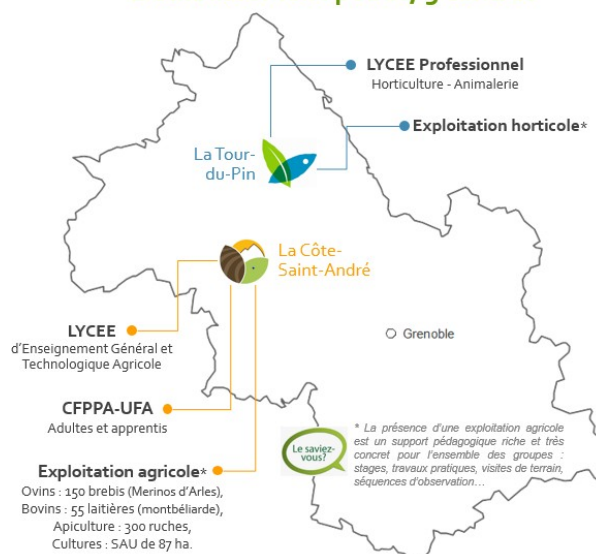 LYCEE Professionnel
Horticulture - Animalerie
Exploitation horticole*
La Tour-
du-Pin
La Côte-
Saint-André
LYCEE
d'Enseignement Général et
Technologique Agricole
Grenoble
CFPPA-UFA
Adultes et apprentis
Le saviez-
vous?
* La présence d'une exploitation agricole
est un support pédagogique riche et très
concret pour l'ensemble des groupes :
stages, travaux pratiques, visites de terrain,
séquences d'observation...
Exploitation agricole*
Ovins : 150 brebis (Merinos d'Arles),
Bovins : 55 laitières (montbéliarde),
Apiculture : 300 ruches,
Cultures : SAU de 87 ha.